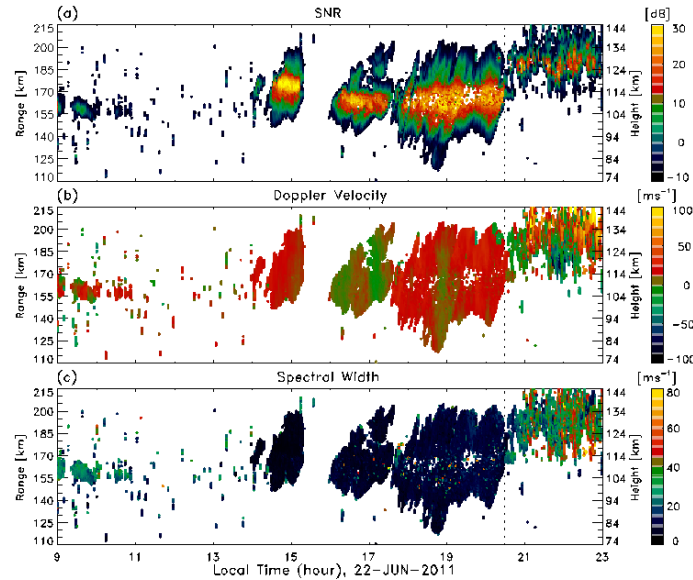 (a) SNR [dB]
215 144 30
200 134
185 124 20
170 114 10
155 104
140 94 0
125 84
110 74 -10
Range [km]
Height [km]
(b) Doppler Velocity [ms⁻¹]
215 144 100
200 134
185 124 50
170 114
155 104 0
140 94 -50
125 84
110 74 -100
Range [km]
Height [km]
(c) Spectral Width [ms⁻¹]
215 144 80
200 134
185 124 60
170 114 40
155 104
140 94 20
125 84
110 74 0
Range [km]
Height [km]
9 11 13 15 17 19 21 23
Local Time (hour), 22-JUN-2011